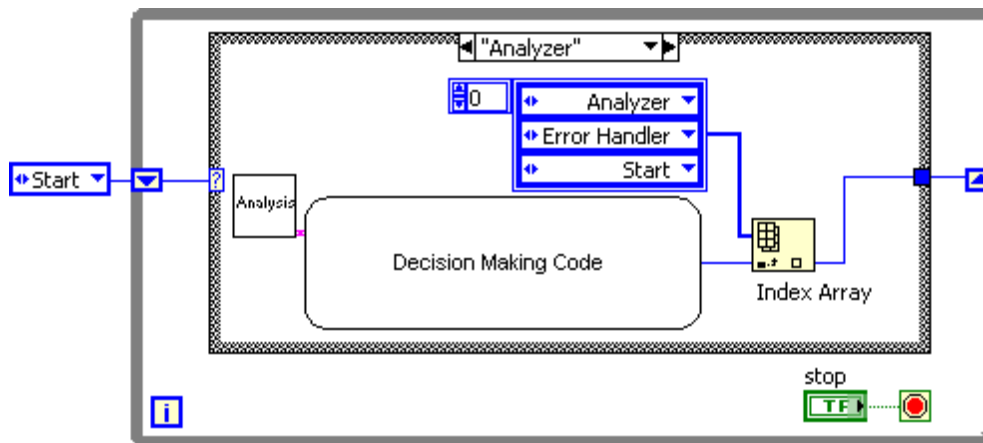 "Analyzer"
0
Analyzer
Error Handler
Start
Start
?
Analysis
Decision Making Code
Index Array
stop
TF
i